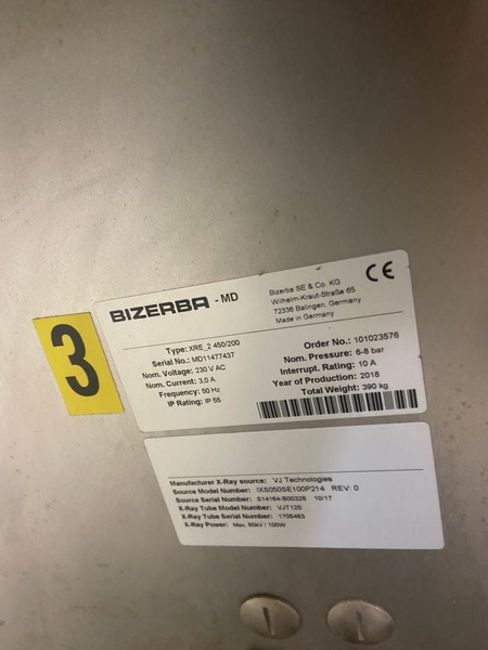 3
BIZERBA - MD
Bizerba SE & Co. KG
Wilhelm-Kraut-Straße 65
72336 Balingen, Germany
Made in Germany
CE
Type: XRE_2 450/200
Serial No.: MD11477437
Nom. Voltage: 230 V AC
Nom. Current: 3,0 A
Frequency: 50 Hz
IP Rating: IP 55
Order No.: 101023576
Nom. Pressure: 6-8 bar
Interrupt. Rating: 10 A
Year of Production: 2018
Total Weight: 390 kg
Manufacturer X-Ray source: VJ Technologies
Source Model Number: IXS050SE100P214 REV: 0
Source Serial Number: S14164-B00326 10/17
X-Ray Tube Model Number: VJT120
X-Ray Tube Serial Number: 1706463
X-Ray Power: Max. 50kV / 100W